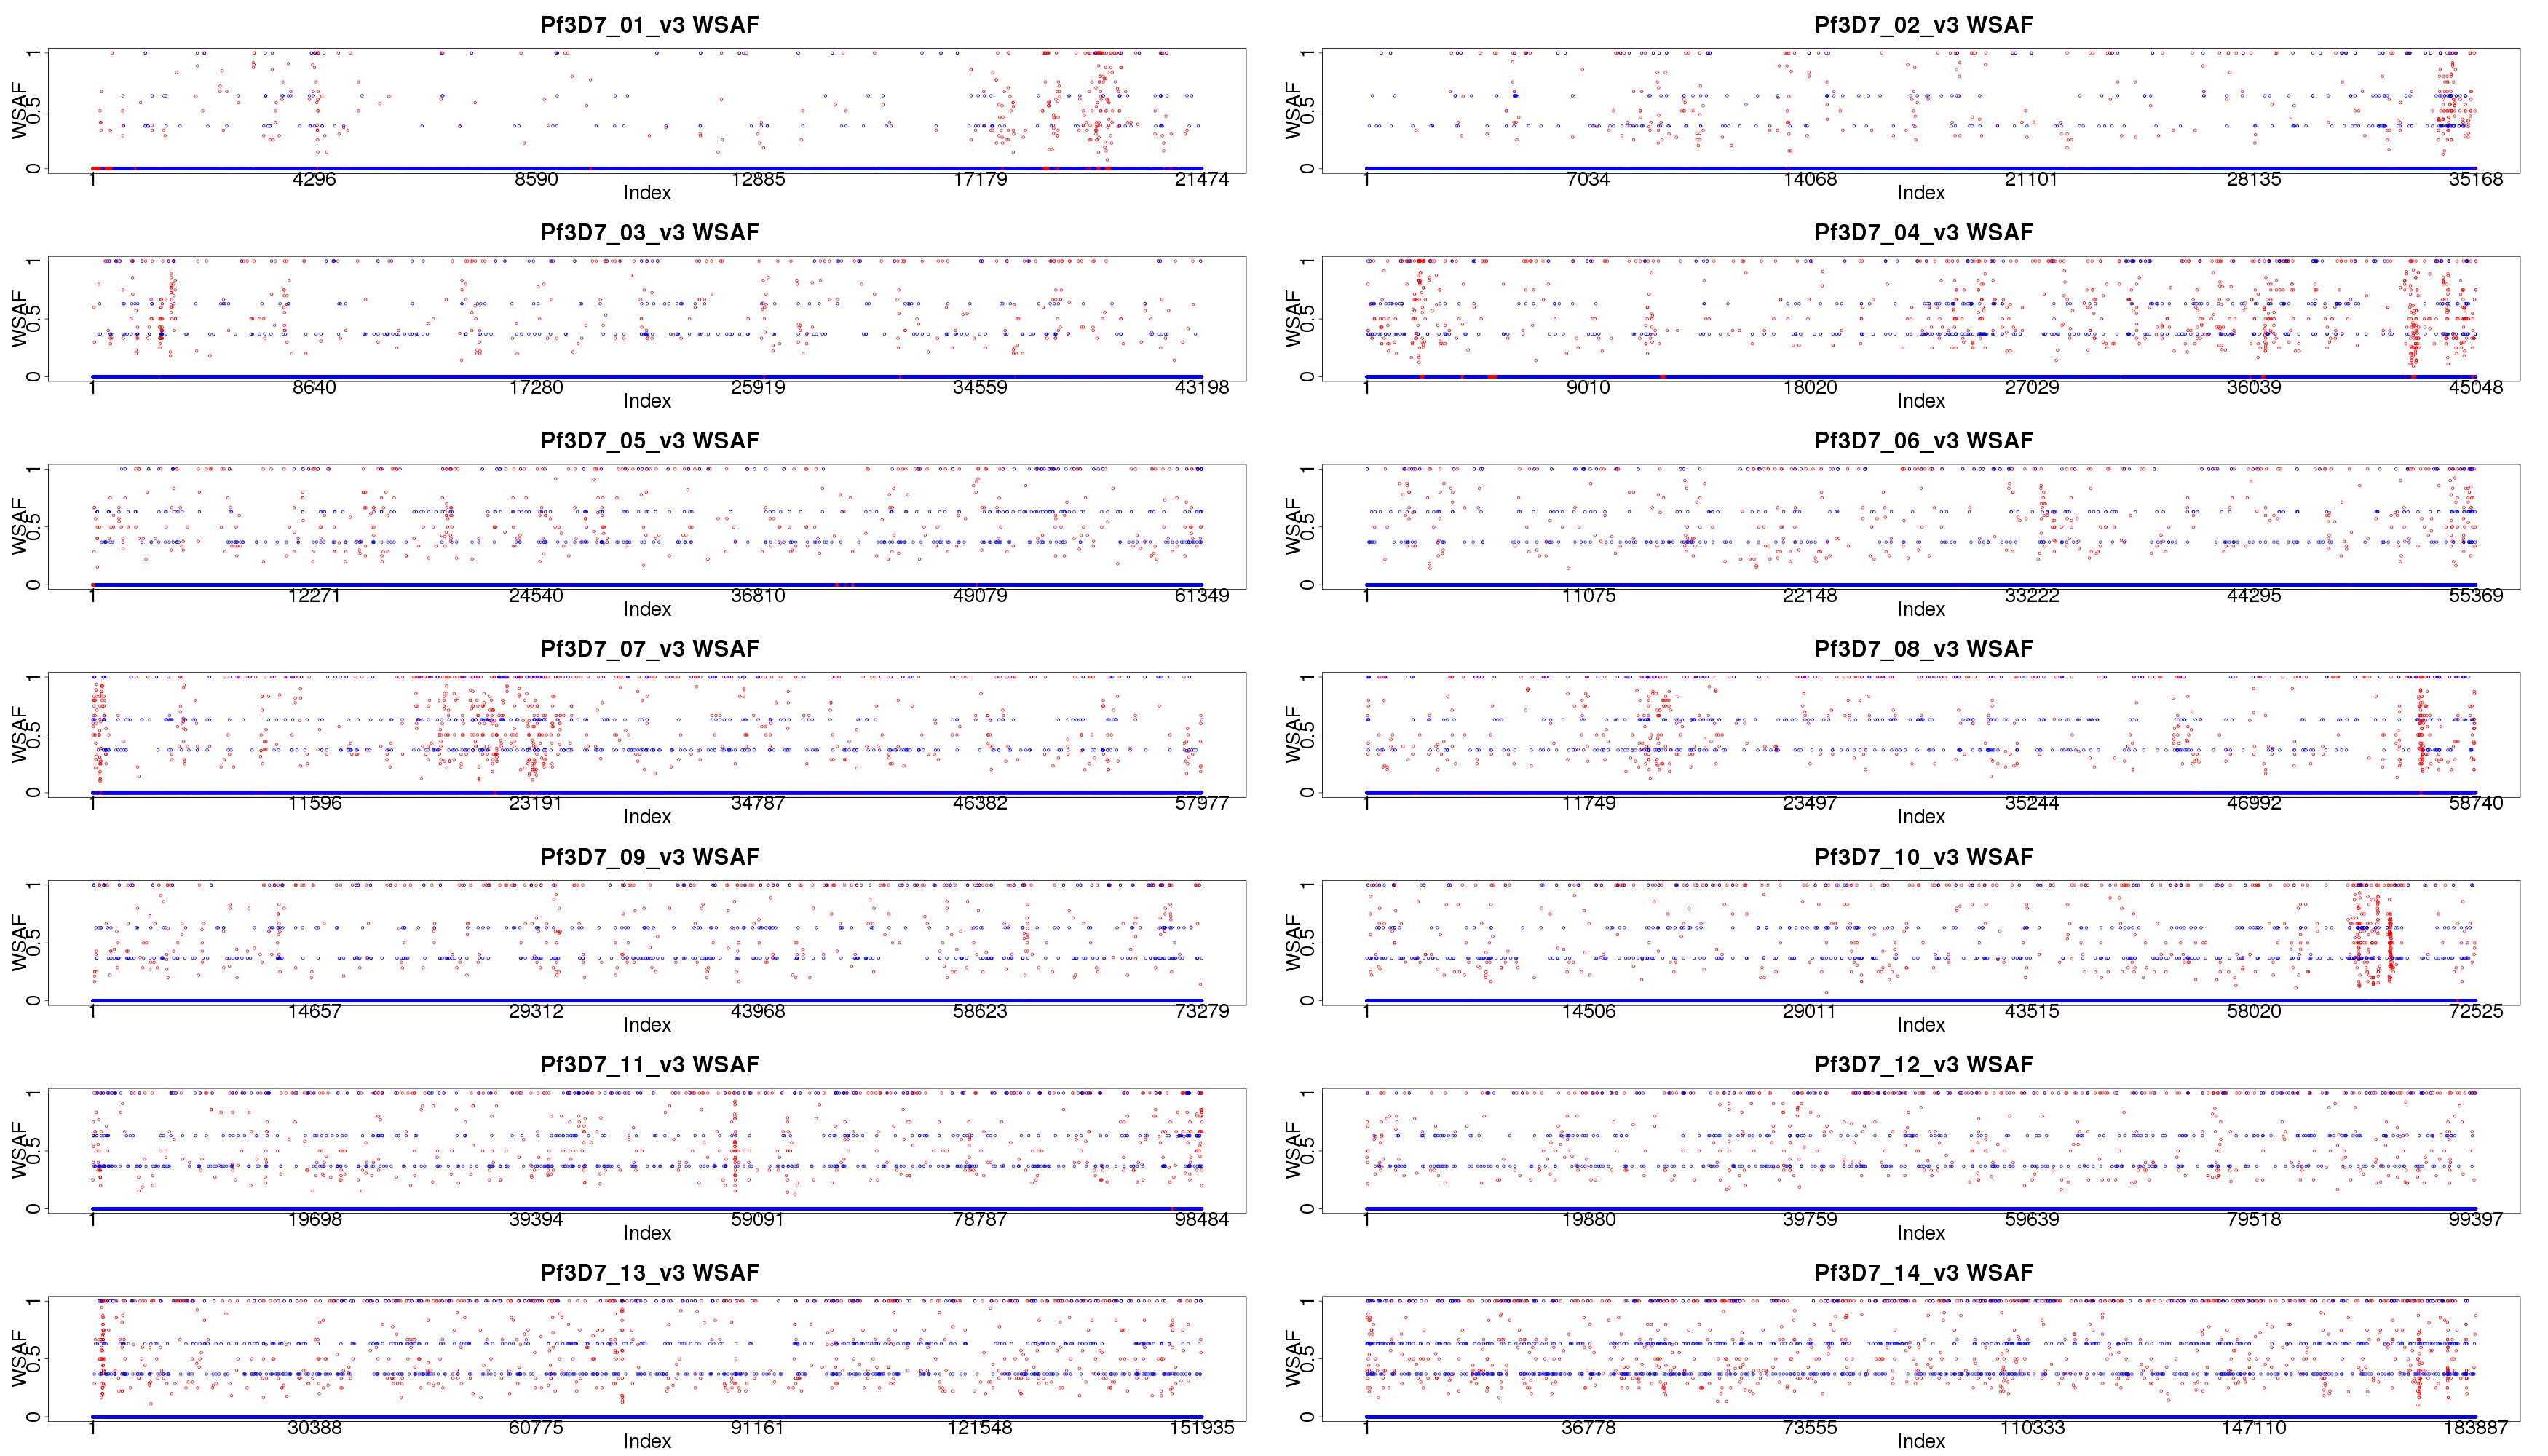 Pf3D7_01_v3 WSAF
WSAF
0 0.5 1
1 4296 8590 12885 17179 21474
Index
Pf3D7_02_v3 WSAF
WSAF
0 0.5 1
1 7034 14068 21101 28135 35168
Index
Pf3D7_03_v3 WSAF
WSAF
0 0.5 1
1 8640 17280 25919 34559 43198
Index
Pf3D7_04_v3 WSAF
WSAF
0 0.5 1
1 9010 18020 27029 36039 45048
Index
Pf3D7_05_v3 WSAF
WSAF
0 0.5 1
1 12271 24540 36810 49079 61349
Index
Pf3D7_06_v3 WSAF
WSAF
0 0.5 1
1 11075 22148 33222 44295 55369
Index
Pf3D7_07_v3 WSAF
WSAF
0 0.5 1
1 11596 23191 34787 46382 57977
Index
Pf3D7_08_v3 WSAF
WSAF
0 0.5 1
1 11749 23497 35244 46992 58740
Index
Pf3D7_09_v3 WSAF
WSAF
0 0.5 1
1 14657 29312 43968 58623 73279
Index
Pf3D7_10_v3 WSAF
WSAF
0 0.5 1
1 14506 29011 43515 58020 72525
Index
Pf3D7_11_v3 WSAF
WSAF
0 0.5 1
1 19698 39394 59091 78787 98484
Index
Pf3D7_12_v3 WSAF
WSAF
0 0.5 1
1 19880 39759 59639 79518 99397
Index
Pf3D7_13_v3 WSAF
WSAF
0 0.5 1
1 30388 60775 91161 121548 151935
Index
Pf3D7_14_v3 WSAF
WSAF
0 0.5 1
1 36778 73555 110333 147110 183887
Index